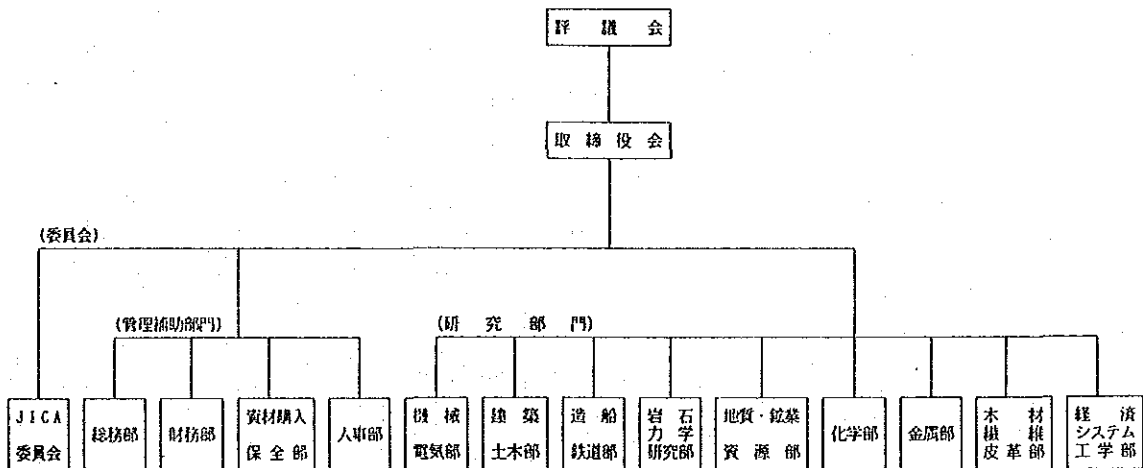 評議会
取締役会
(委員会)
(管理補助部門)
(研究部門)
JICA
委員会
総務部
財務部
資材購入
保全部
人事部
機械
電気部
建築
土木部
造船
鉄道部
岩石
力学
研究部
地質・鉱業
資源部
化学部
金属部
木材
繊維
皮革部
経済
システム
工学部